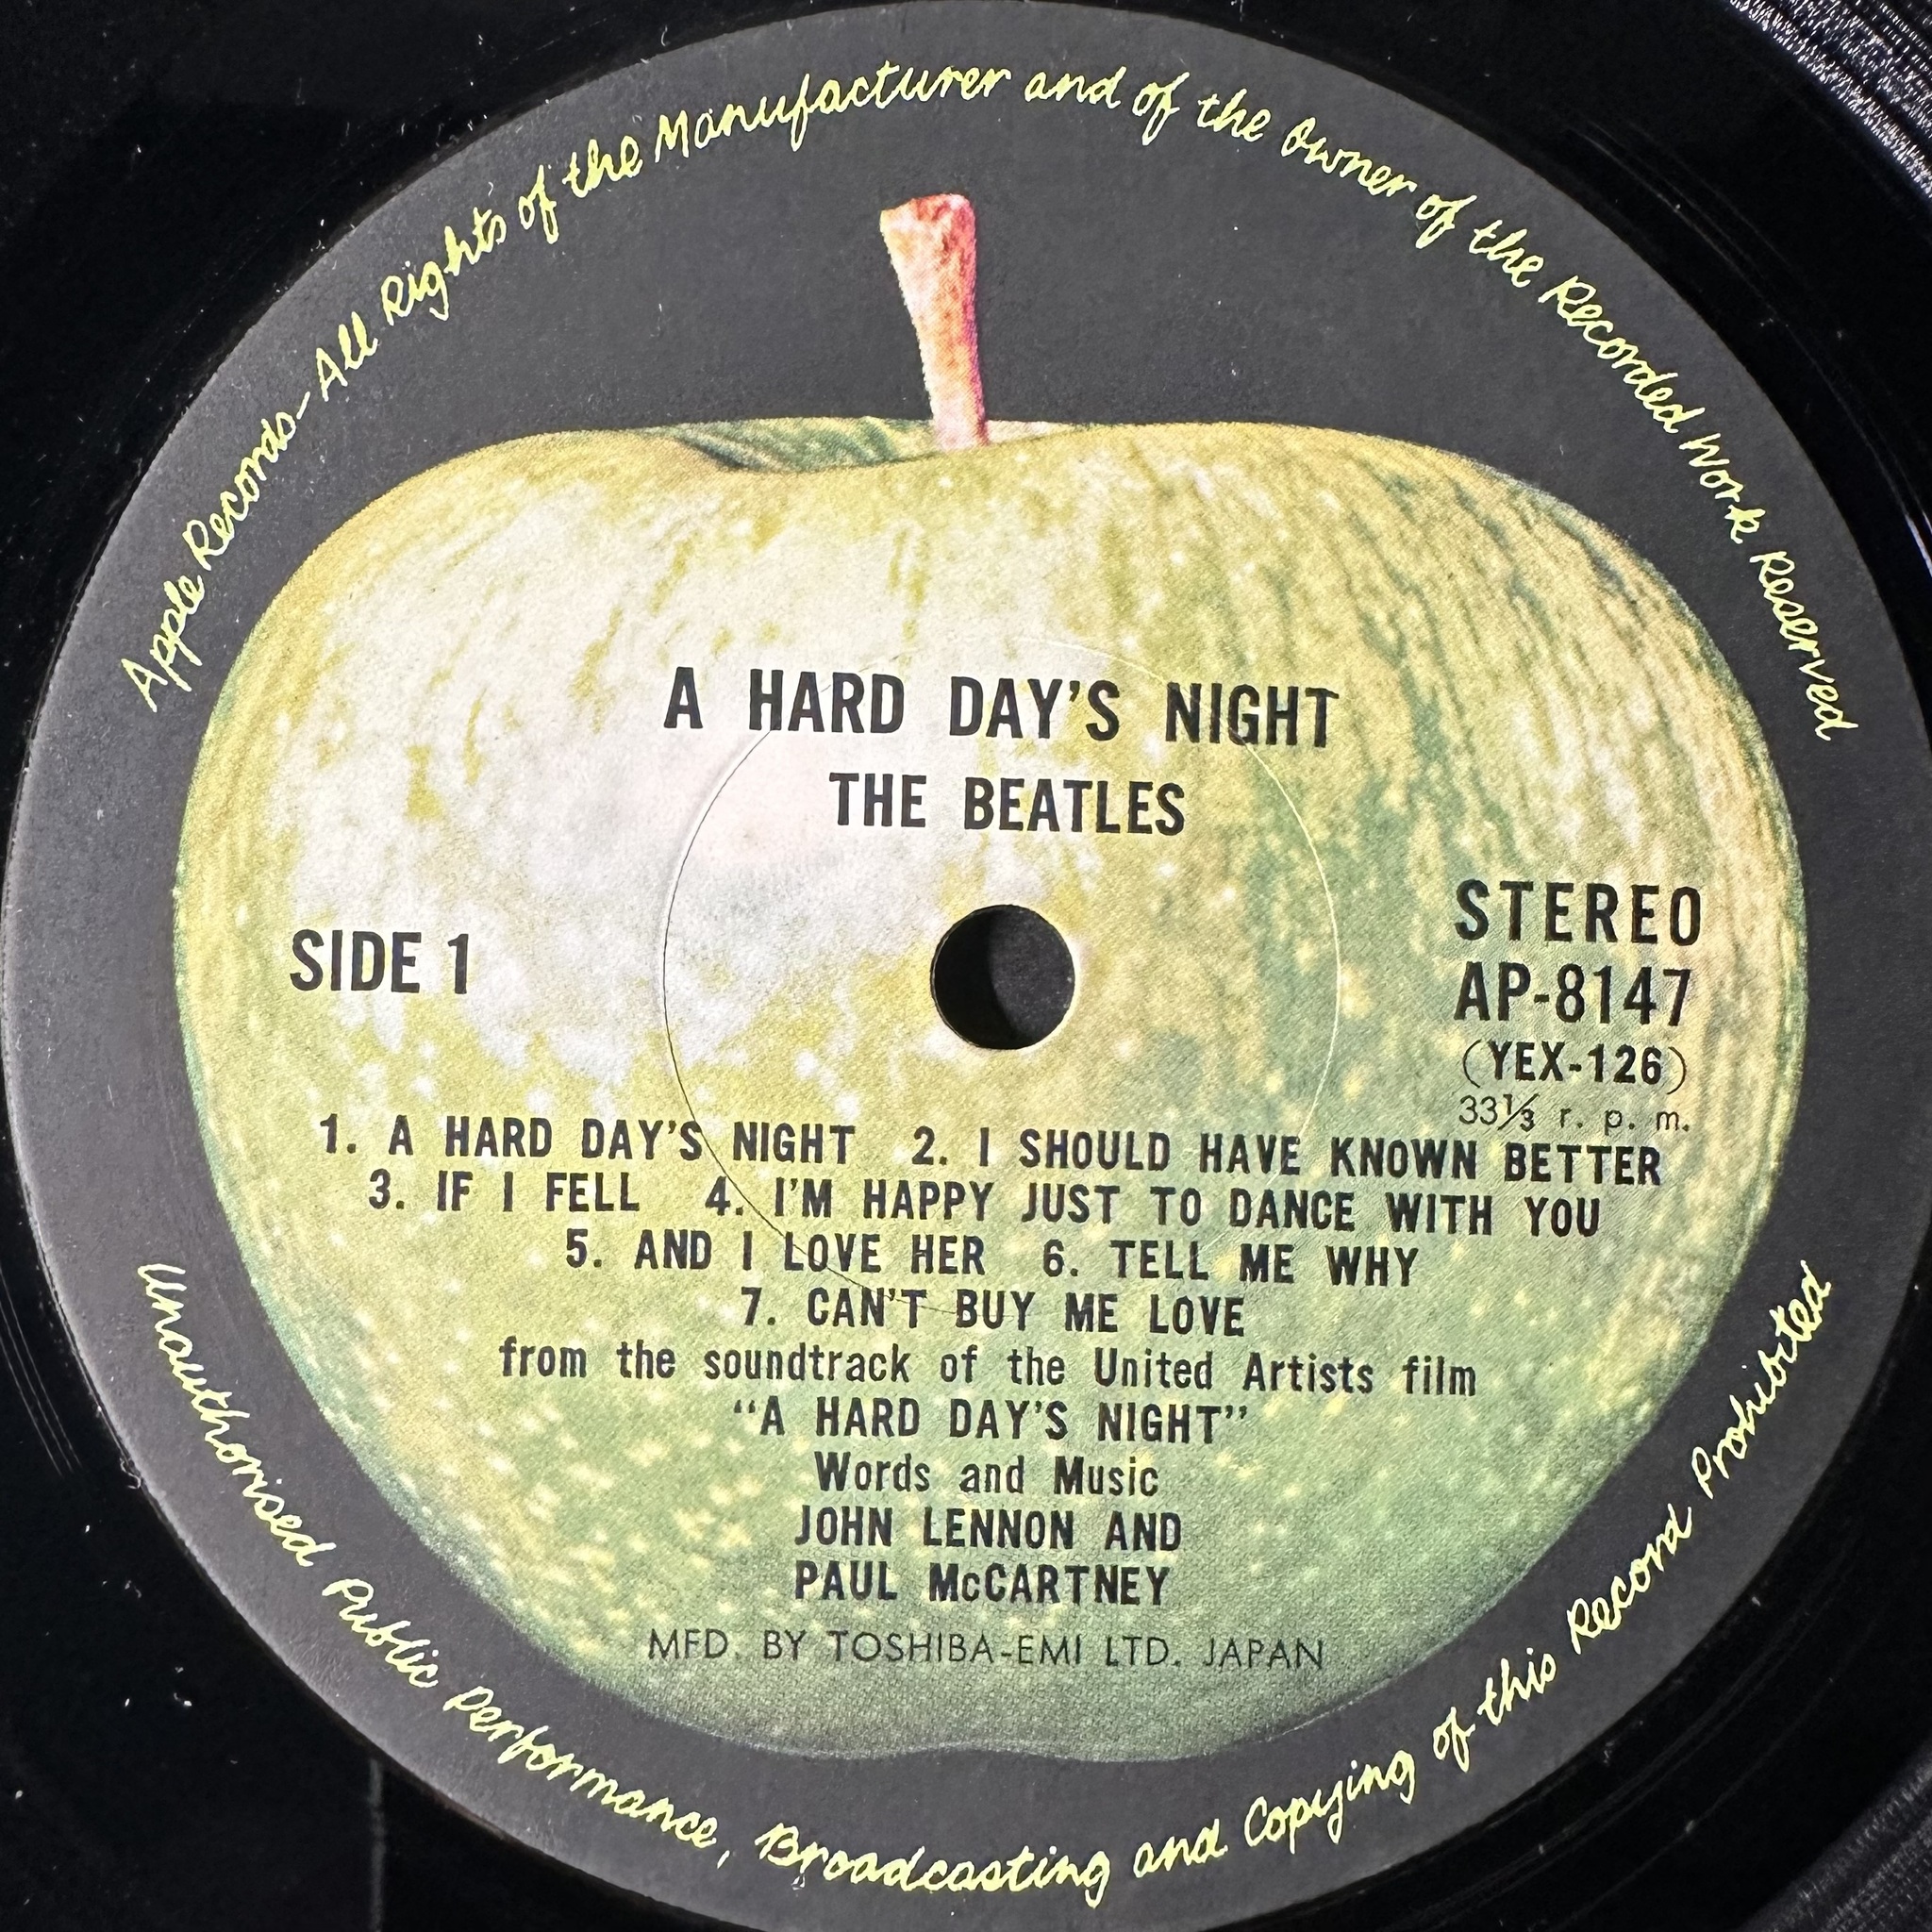 Apple Records - All Rights of the Manufacturer and of the Owner of the Recorded Work Reserved
A HARD DAY'S NIGHT
THE BEATLES
SIDE 1
STEREO
AP-8147
(YEX-126)
33⅓ r. p. m.
1. A HARD DAY'S NIGHT 2. I SHOULD HAVE KNOWN BETTER
3. IF I FELL 4. I'M HAPPY JUST TO DANCE WITH YOU
5. AND I LOVE HER 6. TELL ME WHY
7. CAN'T BUY ME LOVE
from the soundtrack of the United Artists film
“A HARD DAY'S NIGHT”
Words and Music
JOHN LENNON AND
PAUL McCARTNEY
MFD. BY TOSHIBA-EMI LTD. JAPAN
Unauthorised Public Performance, Broadcasting and Copying of this Record Prohibited